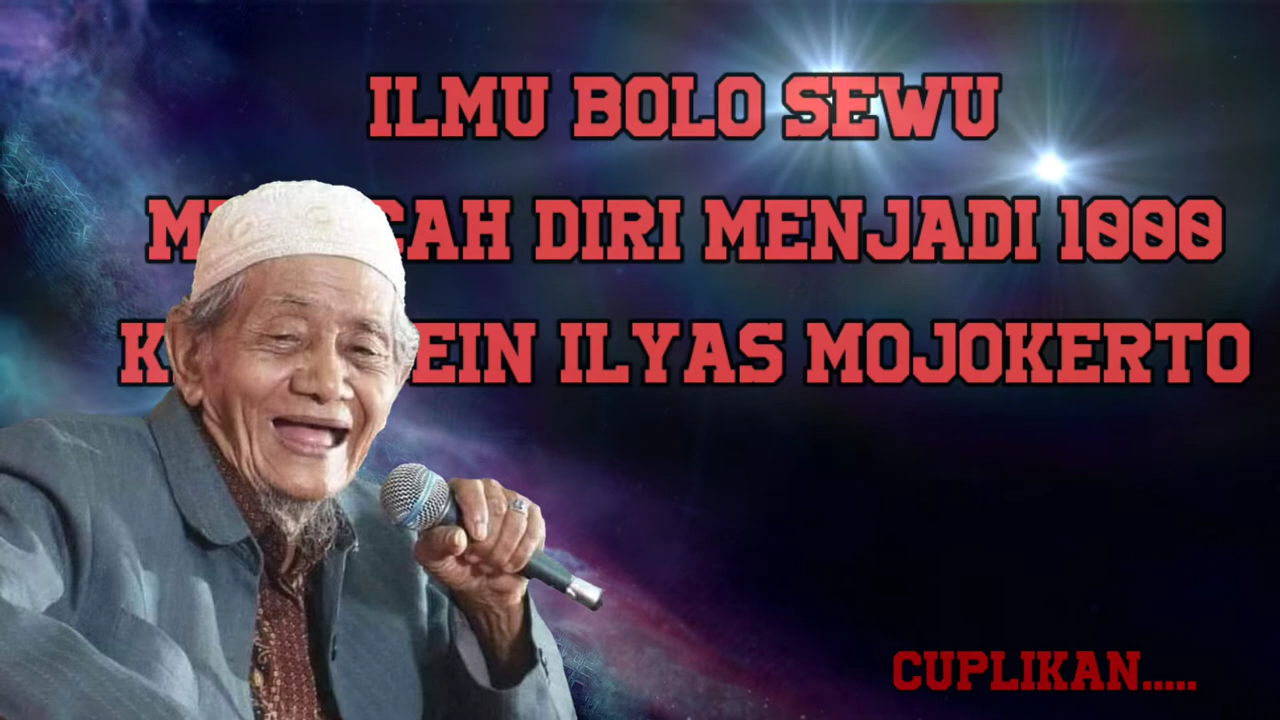 ILMU BOLO SEWU
DIRI MENJADI 1000
ILYAS MOJOKERTO
CUPLIKAN.....